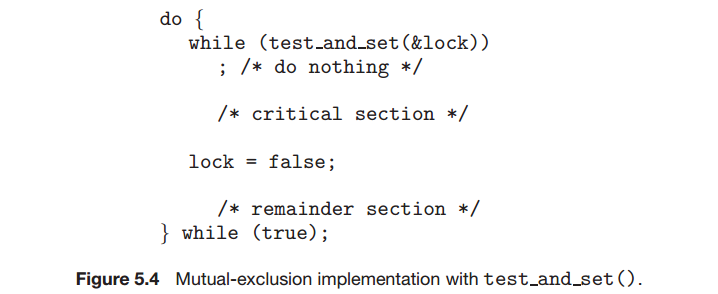 do {
while (test_and_set(&lock))
; /* do nothing */
/* critical section */
lock = false;
/* remainder section */
} while (true);
Figure 5.4 Mutual-exclusion implementation with test_and_set().